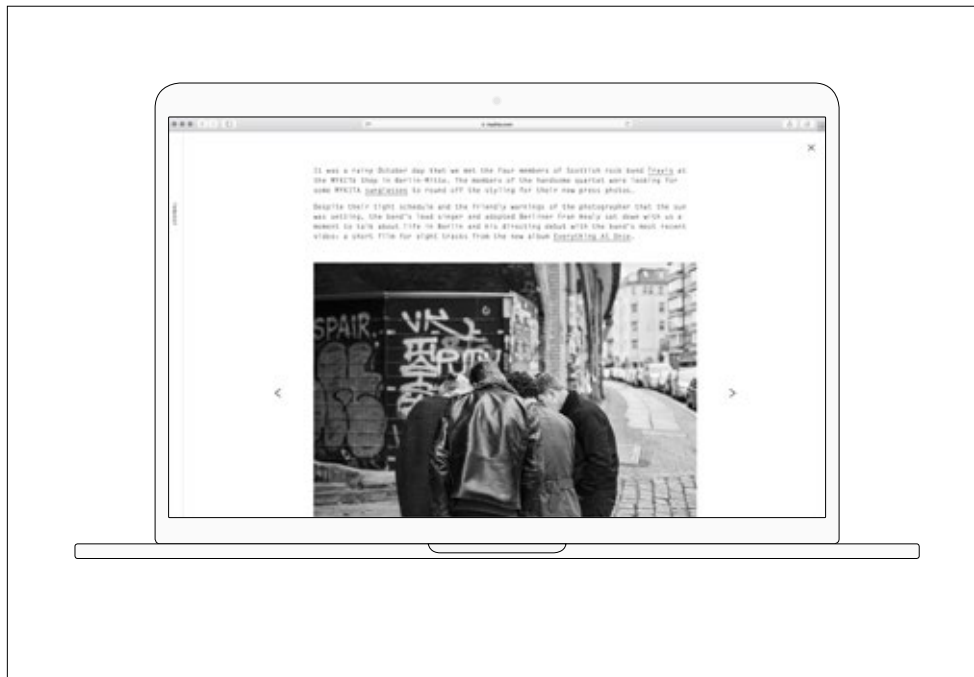 mykita.com
It was a rainy October day that we met the four members of Scottish rock band Travis at
the MYKITA Shop in Berlin-Mitte. The members of the handsome quartet were looking for
some MYKITA sunglasses to round off the styling for their new press photos.
Despite their tight schedule and the friendly warnings of the photographer that the sun
was setting, the band's lead singer and adopted Berliner Fran Healy sat down with us a
moment to talk about life in Berlin and his directing debut with the band's most recent
video: a short film for eight tracks from the new album Everything At Once.
SPAIR.